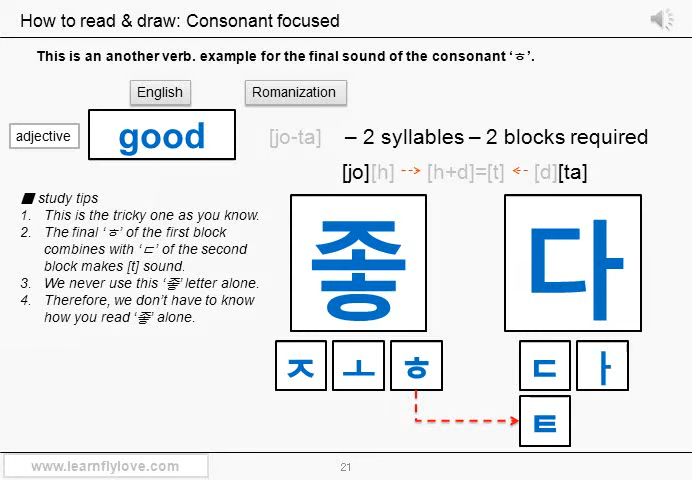 How to read & draw: Consonant focused
This is an another verb. example for the final sound of the consonant ‘ㅎ’.
English
Romanization
adjective
good
[jo-ta]
– 2 syllables – 2 blocks required
[jo][h] --> [h+d]=[t] <-- [d][ta]
■ study tips
1. This is the tricky one as you know.
2. The final ‘ㅎ’ of the first block
combines with ‘ㄷ’ of the second
block makes [t] sound.
3. We never use this ‘좋’ letter alone.
4. Therefore, we don’t have to know
how you read ‘좋’ alone.
좋 다
ㅈ ㅗ ㅎ ㄷ ㅏ
ㅌ
www.learnflylove.com:
21